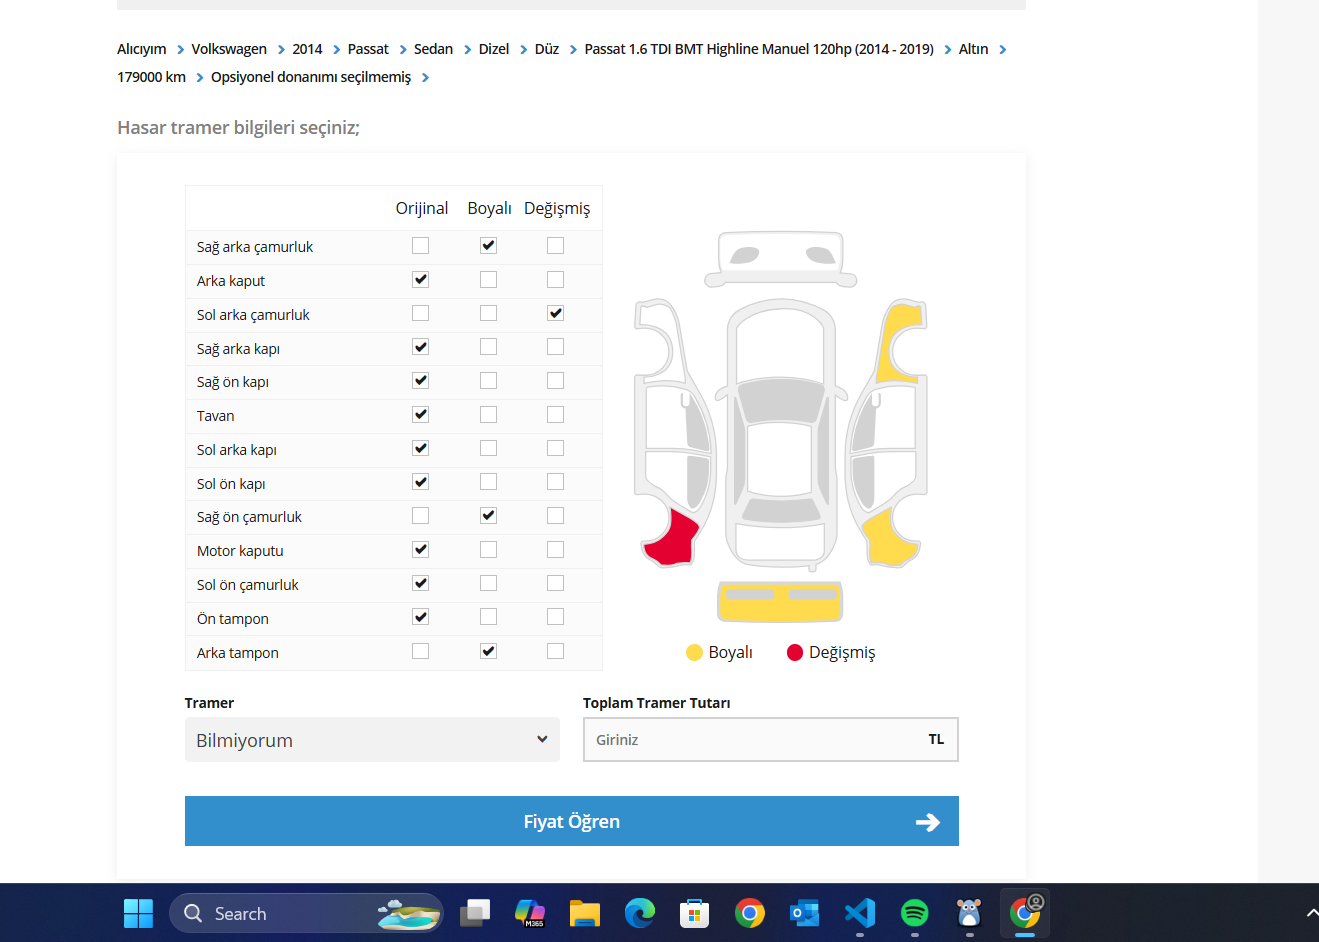 Alıcıyım > Volkswagen > 2014 > Passat > Sedan > Dizel > Düz > Passat 1.6 TDI BMT Highline Manuel 120hp (2014 - 2019) > Altın >
179000 km > Opsiyonel donanımı seçilmemiş >
Hasar tramer bilgileri seçiniz;
Orijinal Boyalı Değişmiş
Sağ arka çamurluk
Arka kaput
Sol arka çamurluk
Sağ arka kapı
Sağ ön kapı
Tavan
Sol arka kapı
Sol ön kapı
Sağ ön çamurluk
Motor kaputu
Sol ön çamurluk
Ön tampon
Arka tampon
Boyalı Değişmiş
Tramer
Bilmiyorum
Toplam Tramer Tutarı
Giriniz TL
Fiyat Öğren
Search
M365